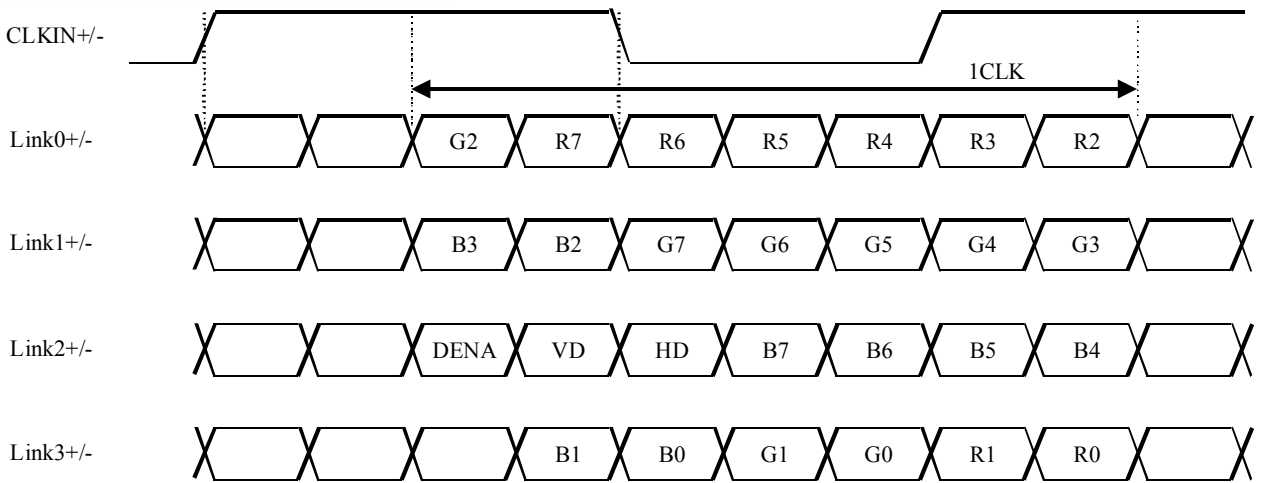 CLKIN+/-
1CLK
Link0+/- G2 R7 R6 R5 R4 R3 R2
Link1+/- B3 B2 G7 G6 G5 G4 G3
Link2+/- DENA VD HD B7 B6 B5 B4
Link3+/- B1 B0 G1 G0 R1 R0